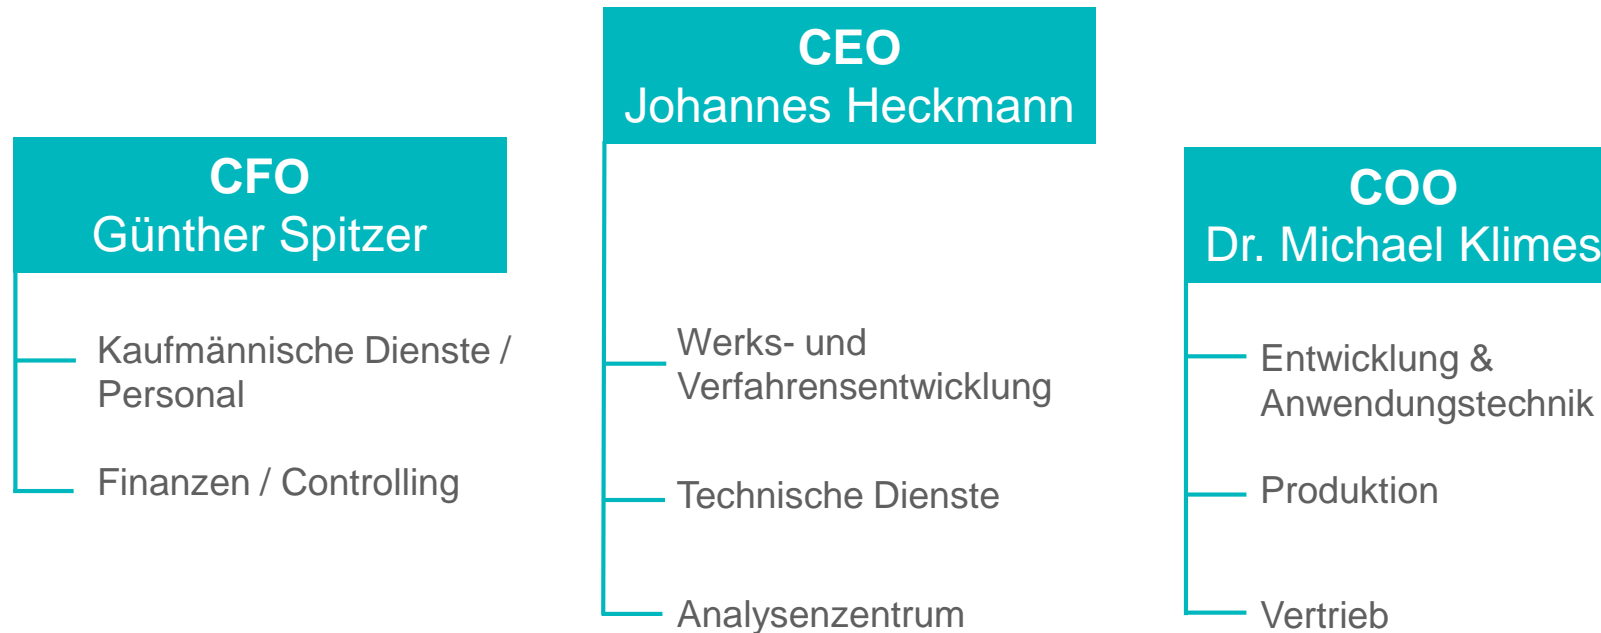 CEO
Johannes Heckmann
CFO
Günther Spitzer
COO
Dr. Michael Klimes
Kaufmännische Dienste /
Personal
Finanzen / Controlling
Werks- und
Verfahrensentwicklung
Technische Dienste
Analysenzentrum
Entwicklung &
Anwendungstechnik
Produktion
Vertrieb